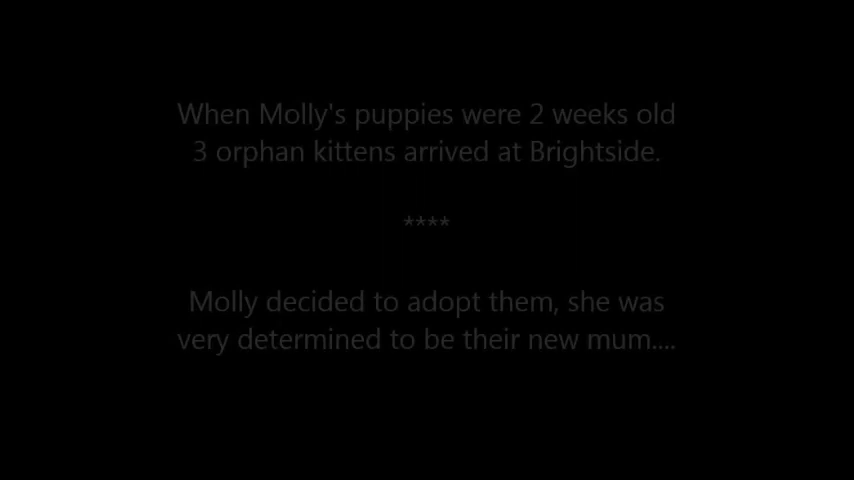 When Molly's puppies were 2 weeks old
3 orphan kittens arrived at Brightside.
****
Molly decided to adopt them, she was
very determined to be their new mum....